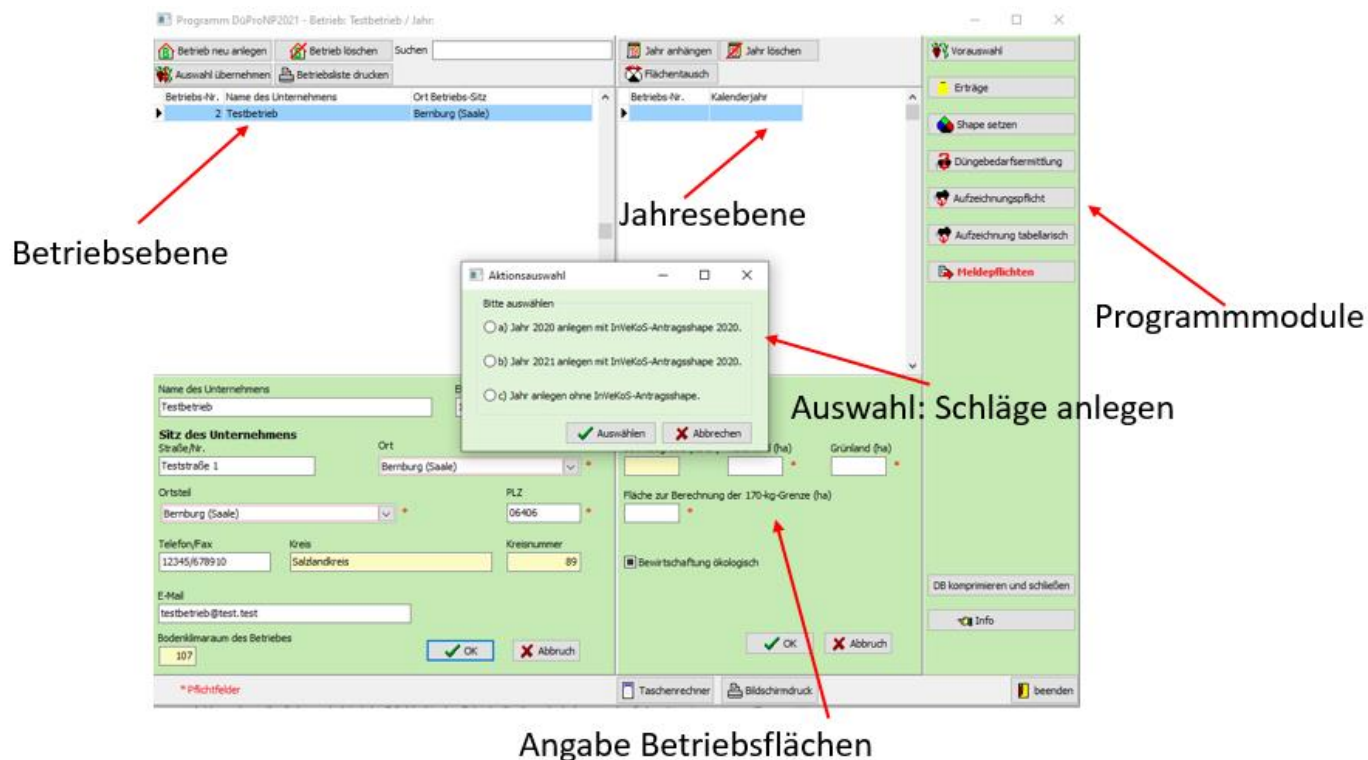 Programm DüProNP2021 - Betrieb: Testbetrieb / Jahr:
Betrieb neu anlegen Betrieb löschen Suchen
Auswahl übernehmen Betriebsliste drucken
Jahr anhängen Jahr löschen
Flächentausch
Betriebs-Nr. Name des Unternehmens Ort Betriebs-Sitz
2 Testbetrieb Bernburg (Saale)
Betriebs-Nr. Kalenderjahr
Vorauswahl
Erträge
Shape setzen
Düngebedarfsermittlung
Aufzeichnungspflicht
Aufzeichnung tabellarisch
Meldepflichten
Betriebsebene
Jahresebene
Programmmodule
Aktionsauswahl
Bitte auswählen
a) Jahr 2020 anlegen mit InVeKoS-Antragsshape 2020.
b) Jahr 2021 anlegen mit InVeKoS-Antragsshape 2020.
c) Jahr anlegen ohne InVeKoS-Antragsshape.
Auswählen Abbrechen
Auswahl: Schläge anlegen
Name des Unternehmens
Testbetrieb
Sitz des Unternehmens
Straße/Nr. Ort
Teststraße 1 Bernburg (Saale) *
Ortsteil PLZ
Bernburg (Saale) * 06406 *
Telefon/Fax Kreis Kreisnummer
12345/678910 Salzlandkreis 89
E-Mail
testbetrieb@test.test
Bodenklimaraum des Betriebes
107
OK Abbruch
(ha) Grünland (ha)
* *
Fläche zur Berechnung der 170-kg-Grenze (ha)
*
Bewirtschaftung ökologisch
OK Abbruch
DB komprimieren und schließen
Info
* Pflichtfelder
Taschenrechner Bildschirmdruck beenden
Angabe Betriebsflächen